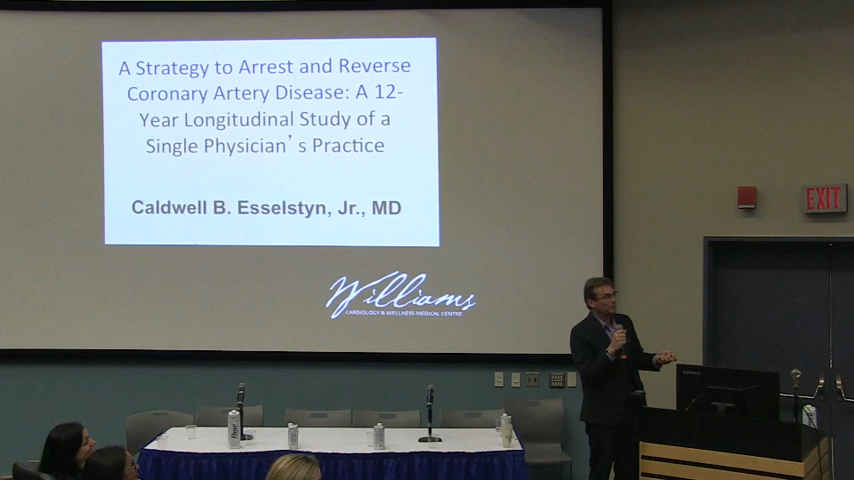 A Strategy to Arrest and Reverse
Coronary Artery Disease: A 12-
Year Longitudinal Study of a
Single Physician's Practice
Caldwell B. Esselstyn, Jr., MD
Williams
CARDIOLOGY & WELLNESS MEDICAL CENTRE
EXIT